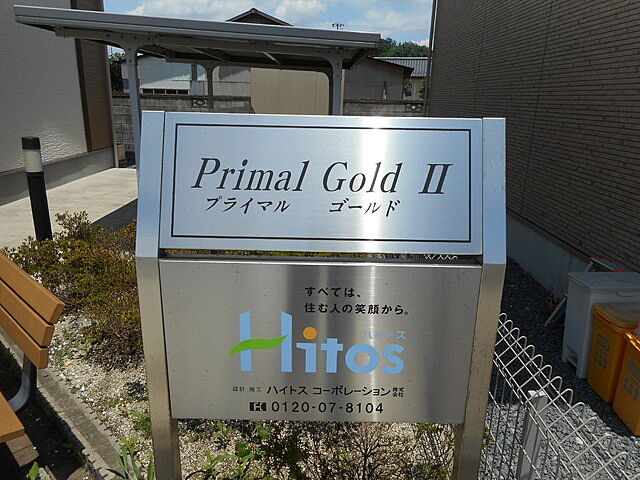 Primal Gold Ⅱ
プライマル ゴールド
すべては、
住む人の笑顔から。
ハイトス
Hitos
設計・施工 ハイトス コーポレーション株式会社
0120-07-8104